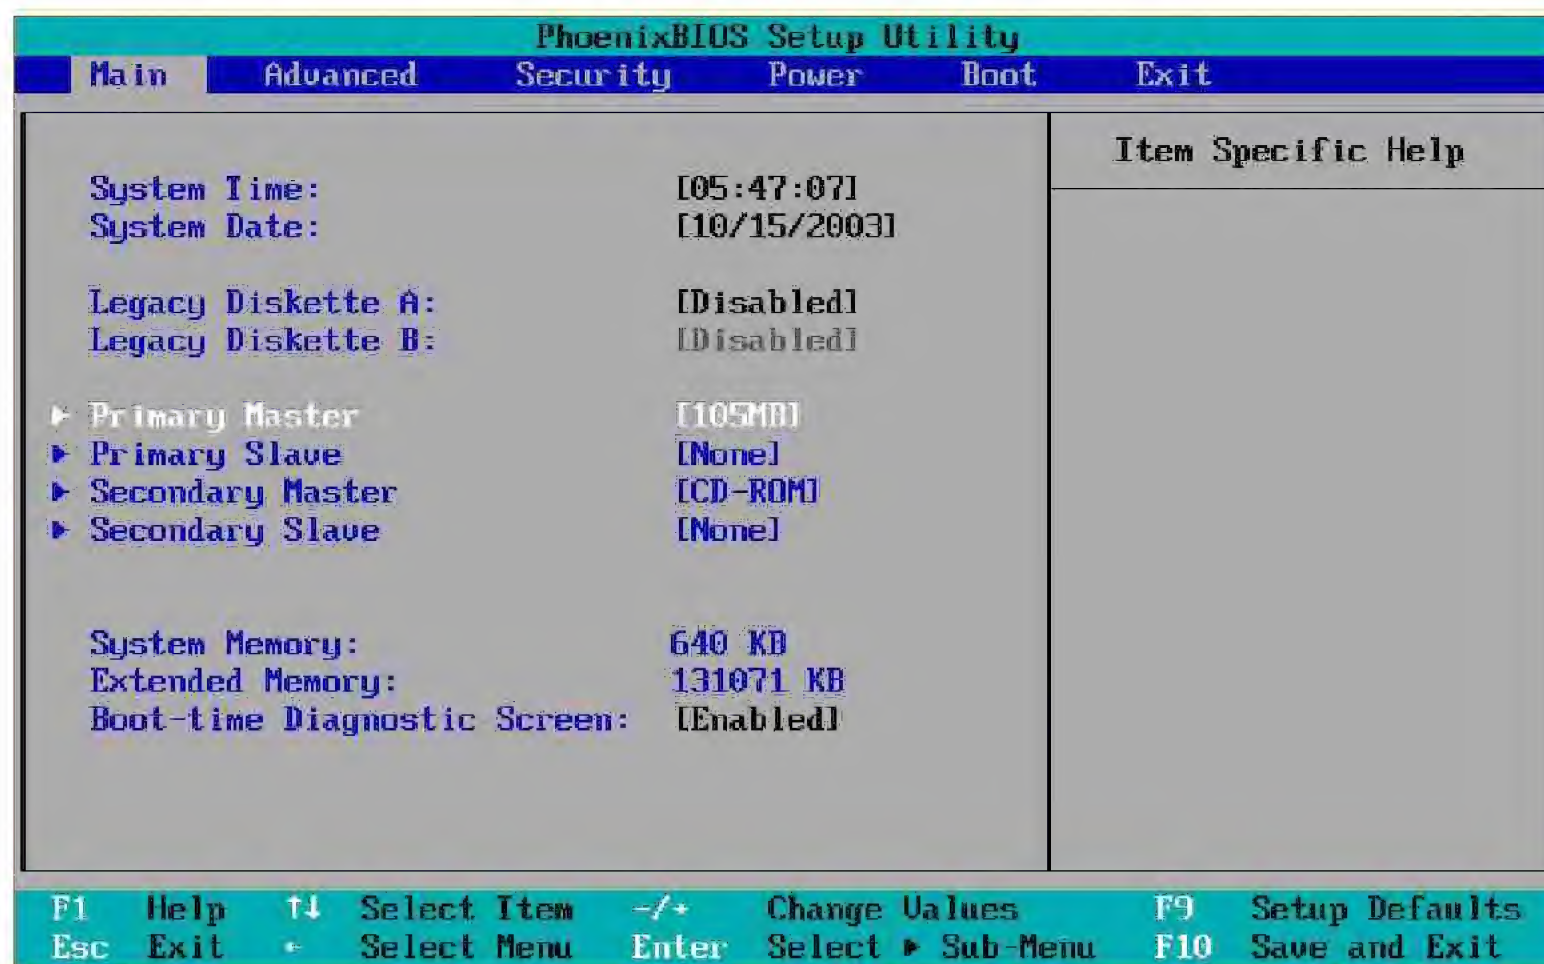 PhoenixBIOS Setup Utility
Main Advanced Security Power Boot Exit
Item Specific Help
System Time: [05:47:07]
System Date: [10/15/2003]
Legacy Diskette A: [Disabled]
Legacy Diskette B: [Disabled]
▶ Primary Master [105MB]
▶ Primary Slave [None]
▶ Secondary Master [CD-ROM]
▶ Secondary Slave [None]
System Memory: 640 KB
Extended Memory: 131071 KB
Boot-time Diagnostic Screen: [Enabled]
F1 Help ↑↓ Select Item -/+ Change Values F9 Setup Defaults
Esc Exit ← Select Menu Enter Select ▶ Sub-Menu F10 Save and Exit